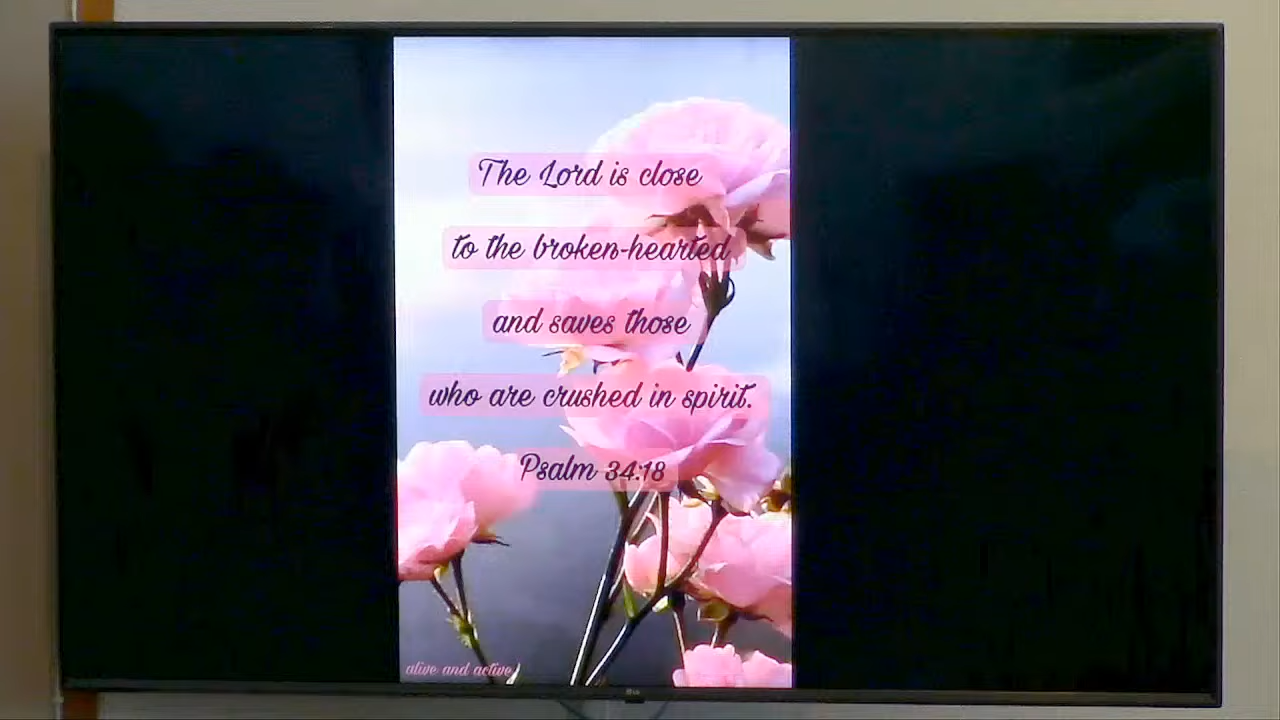 The Lord is close
to the broken-hearted
and saves those
who are crushed in spirit.
Psalm 34:18
alive and active
LG